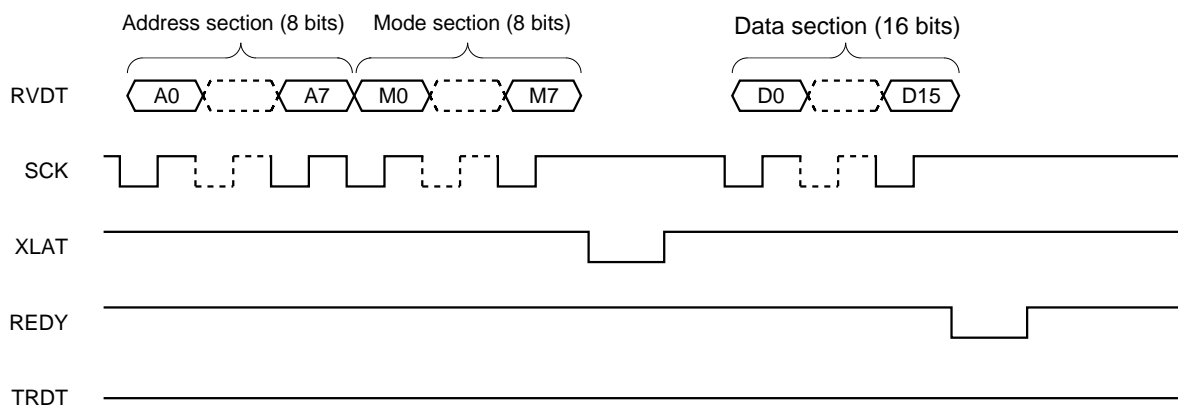 Address section (8 bits) Mode section (8 bits) Data section (16 bits)
RVDT A0 A7 M0 M7 D0 D15
SCK
XLAT
REDY
TRDT